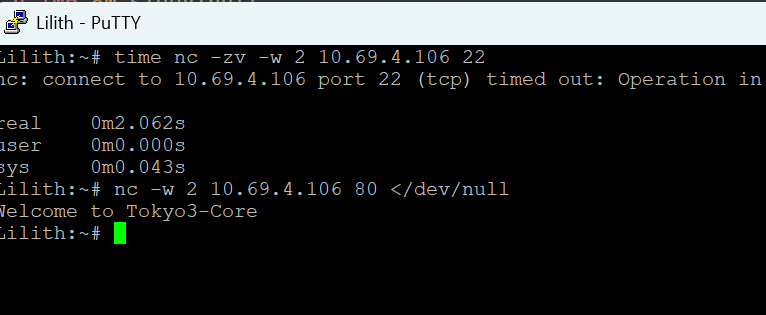 Lilith - PuTTY
Lilith:~# time nc -zv -w 2 10.69.4.106 22
nc: connect to 10.69.4.106 port 22 (tcp) timed out: Operation in
real 0m2.062s
user 0m0.000s
sys 0m0.043s
Lilith:~# nc -w 2 10.69.4.106 80 </dev/null
Welcome to Tokyo3-Core
Lilith:~#